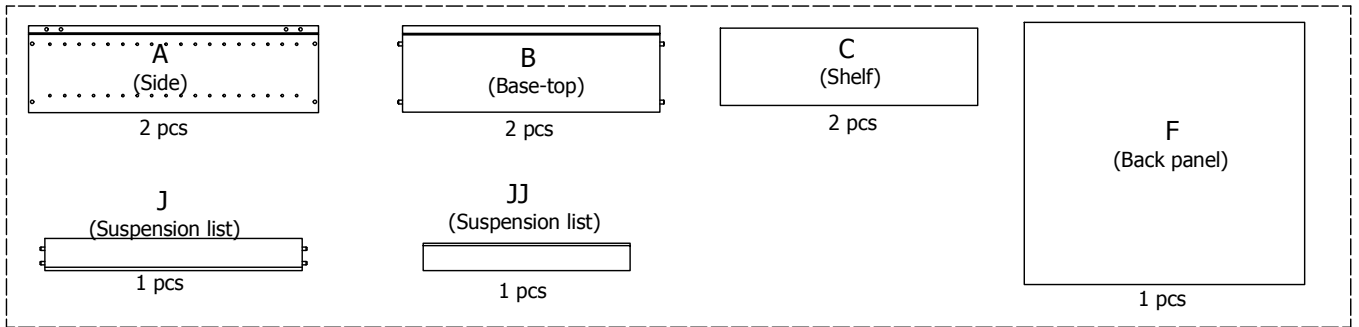 A
(Side)
2 pcs
B
(Base-top)
2 pcs
C
(Shelf)
2 pcs
F
(Back panel)
1 pcs
J
(Suspension list)
1 pcs
JJ
(Suspension list)
1 pcs